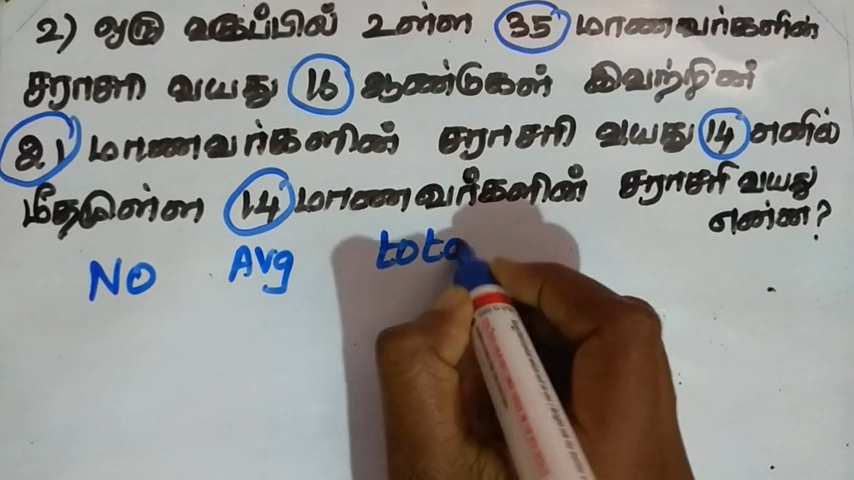 2) ஒரு வகுப்பில் உள்ள 35 மாணவர்களின்
சராசரி வயது 16 ஆண்டுகள் இவற்றின்
21 மாணவர்களின் சராசரி வயது 14 எனில்
மீதமுள்ள 14 மாணவர்களின் சராசரி வயது
என்ன?
NO Avg tota